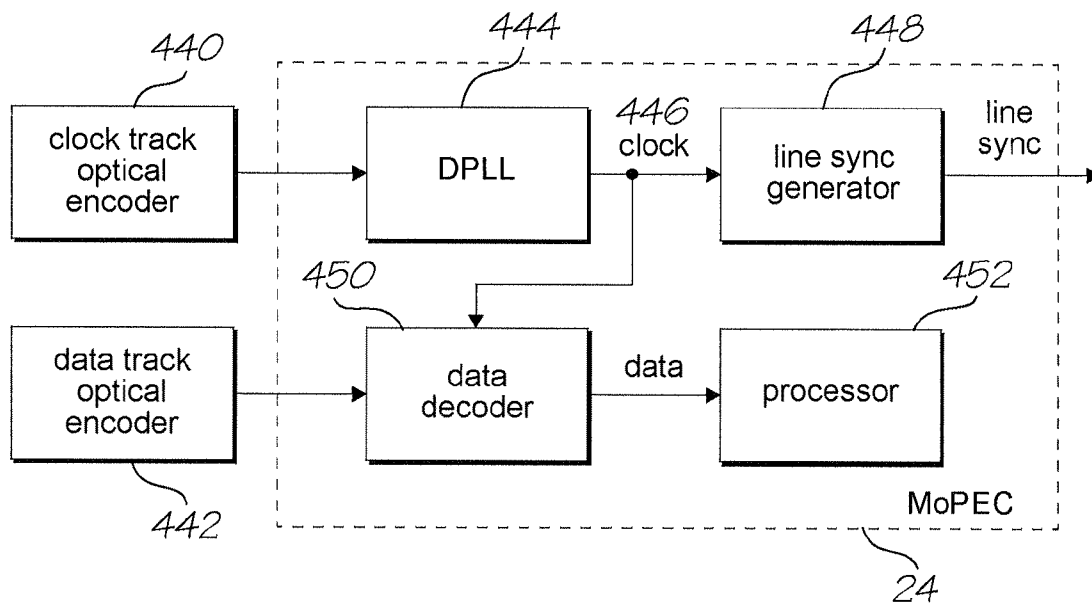 440
444
448
clock track
optical
encoder
DPLL
446
clock
line sync
generator
line
sync
450
452
data track
optical
encoder
data
decoder
data
processor
442
MoPEC
24